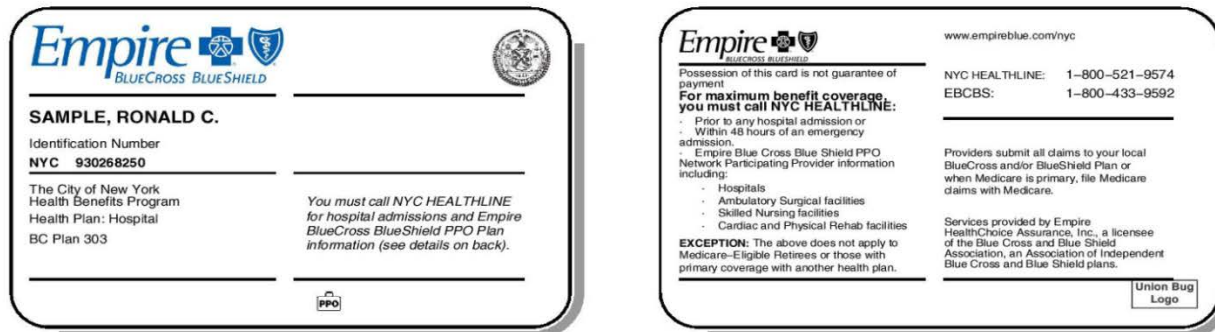 Empire
BLUECROSS BLUESHIELD
SAMPLE, RONALD C.
Identification Number
NYC 930268250
The City of New York
Health Benefits Program
Health Plan: Hospital
BC Plan 303
You must call NYC HEALTHLINE
for hospital admissions and Empire
BlueCross BlueShield PPO Plan
information (see details on back).
PPO
Empire
BLUECROSS BLUESHIELD
Possession of this card is not guarantee of
payment
For maximum benefit coverage,
you must call NYC HEALTHLINE:
· Prior to any hospital admission or
· Within 48 hours of an emergency
admission.
· Empire Blue Cross Blue Shield PPO
Network Participating Provider information
including:
· Hospitals
· Ambulatory Surgical facilities
· Skilled Nursing facilities
· Cardiac and Physical Rehab facilities
EXCEPTION: The above does not apply to
Medicare–Eligible Retirees or those with
primary coverage with another health plan.
www.empireblue.com/nyc
NYC HEALTHLINE: 1–800–521–9574
EBCBS: 1–800–433–9592
Providers submit all claims to your local
BlueCross and/or BlueShield Plan or
when Medicare is primary, file Medicare
claims with Medicare.
Services provided by Empire
HealthChoice Assurance, Inc., a licensee
of the Blue Cross and Blue Shield
Association, an Association of Independent
Blue Cross and Blue Shield plans.
Union Bug
Logo